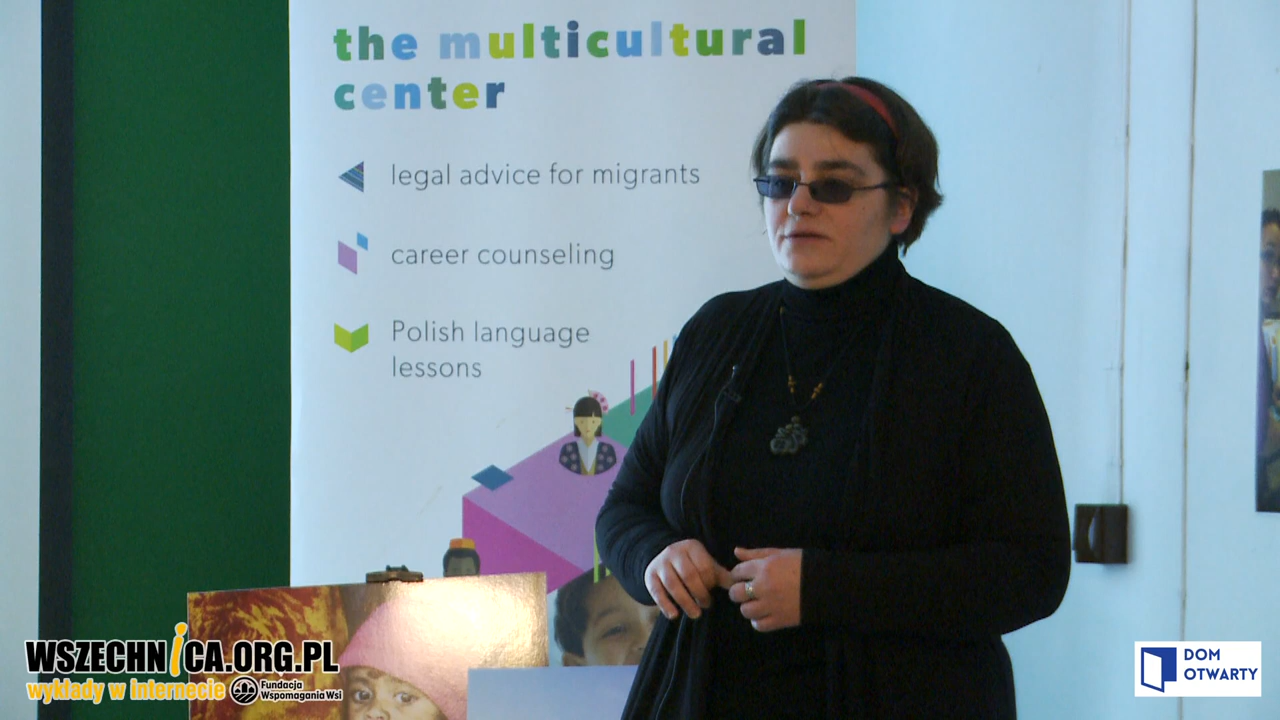 the multicultural
center
legal advice for migrants
career counseling
Polish language
lessons
WSZECHNICA.ORG.PL
wykłady w internecie
Fundacja
Wspomagania Wsi
DOM
OTWARTY